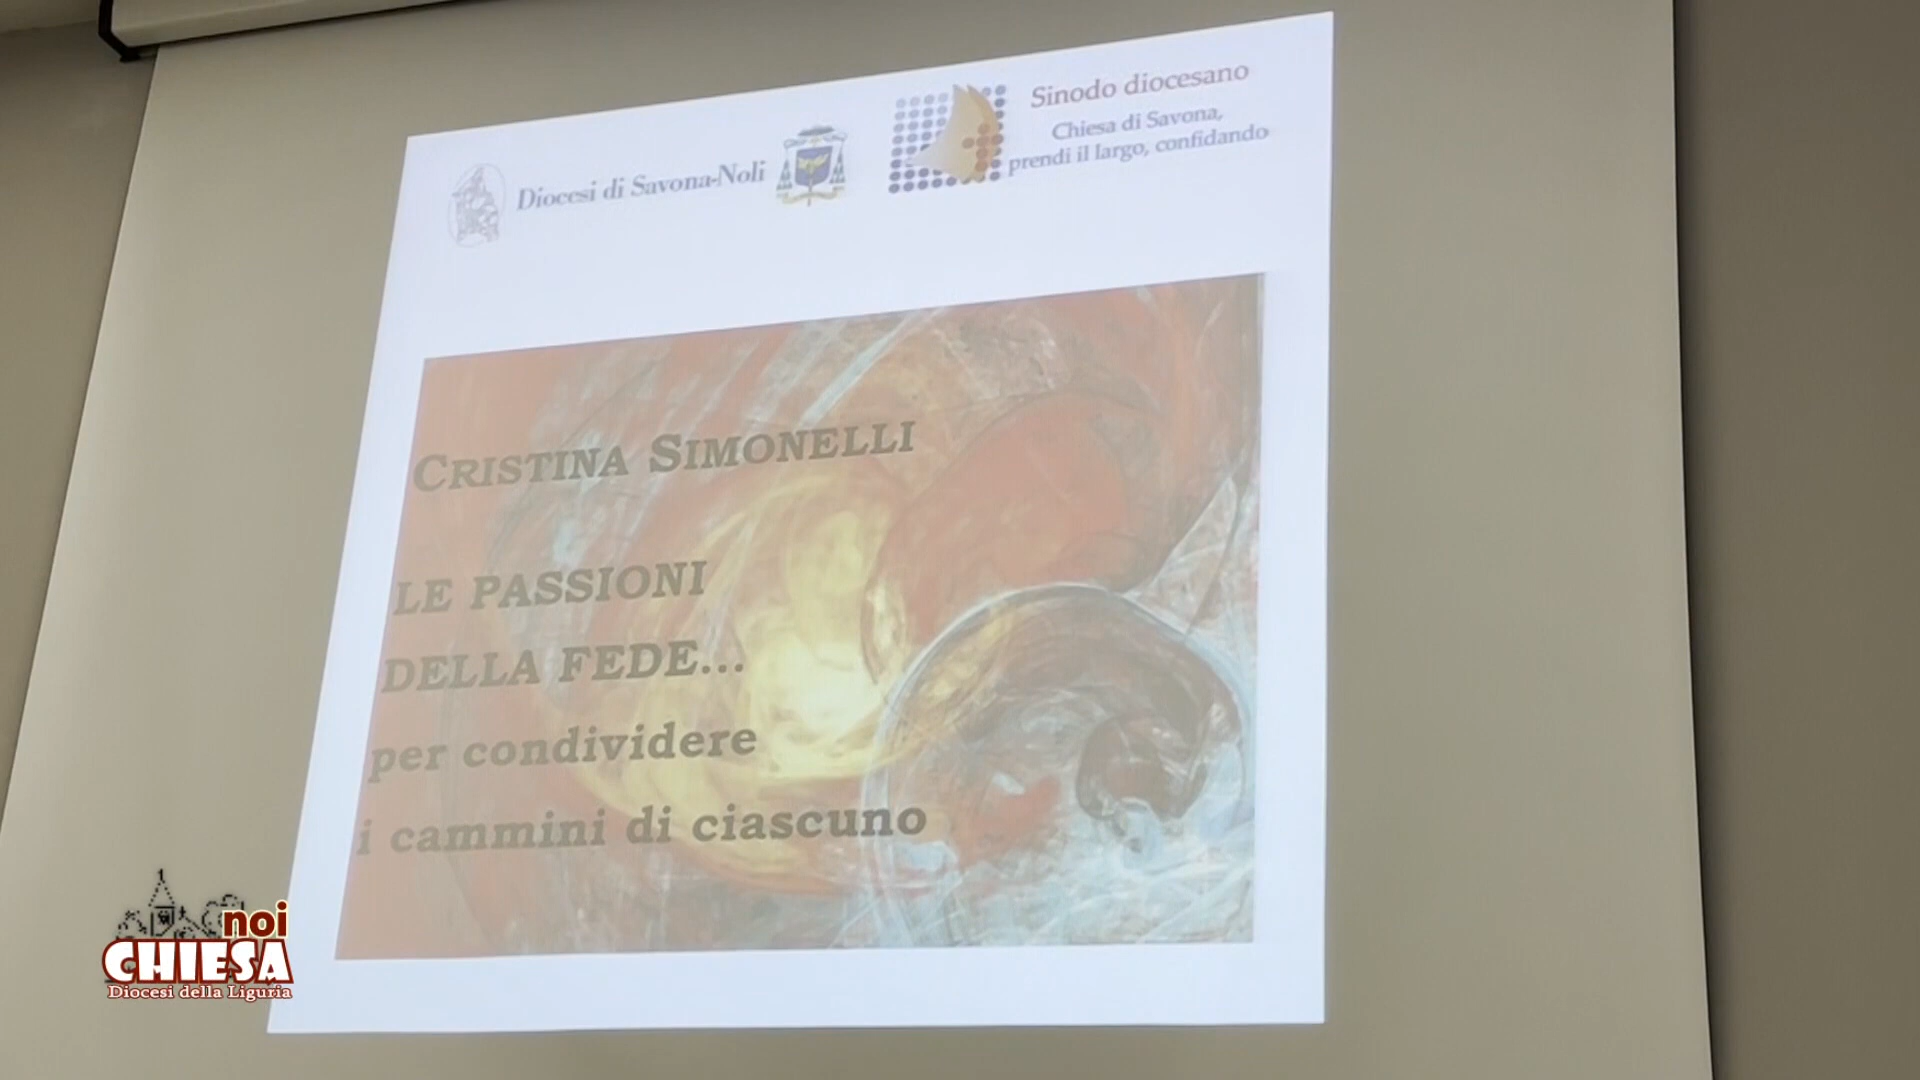 Diocesi di Savona-Noli
Sinodo diocesano
Chiesa di Savona,
prendi il largo, confidando
CRISTINA SIMONELLI
LE PASSIONI
DELLA FEDE...
per condividere
i cammini di ciascuno
noi
CHIESA
Diocesi della Liguria